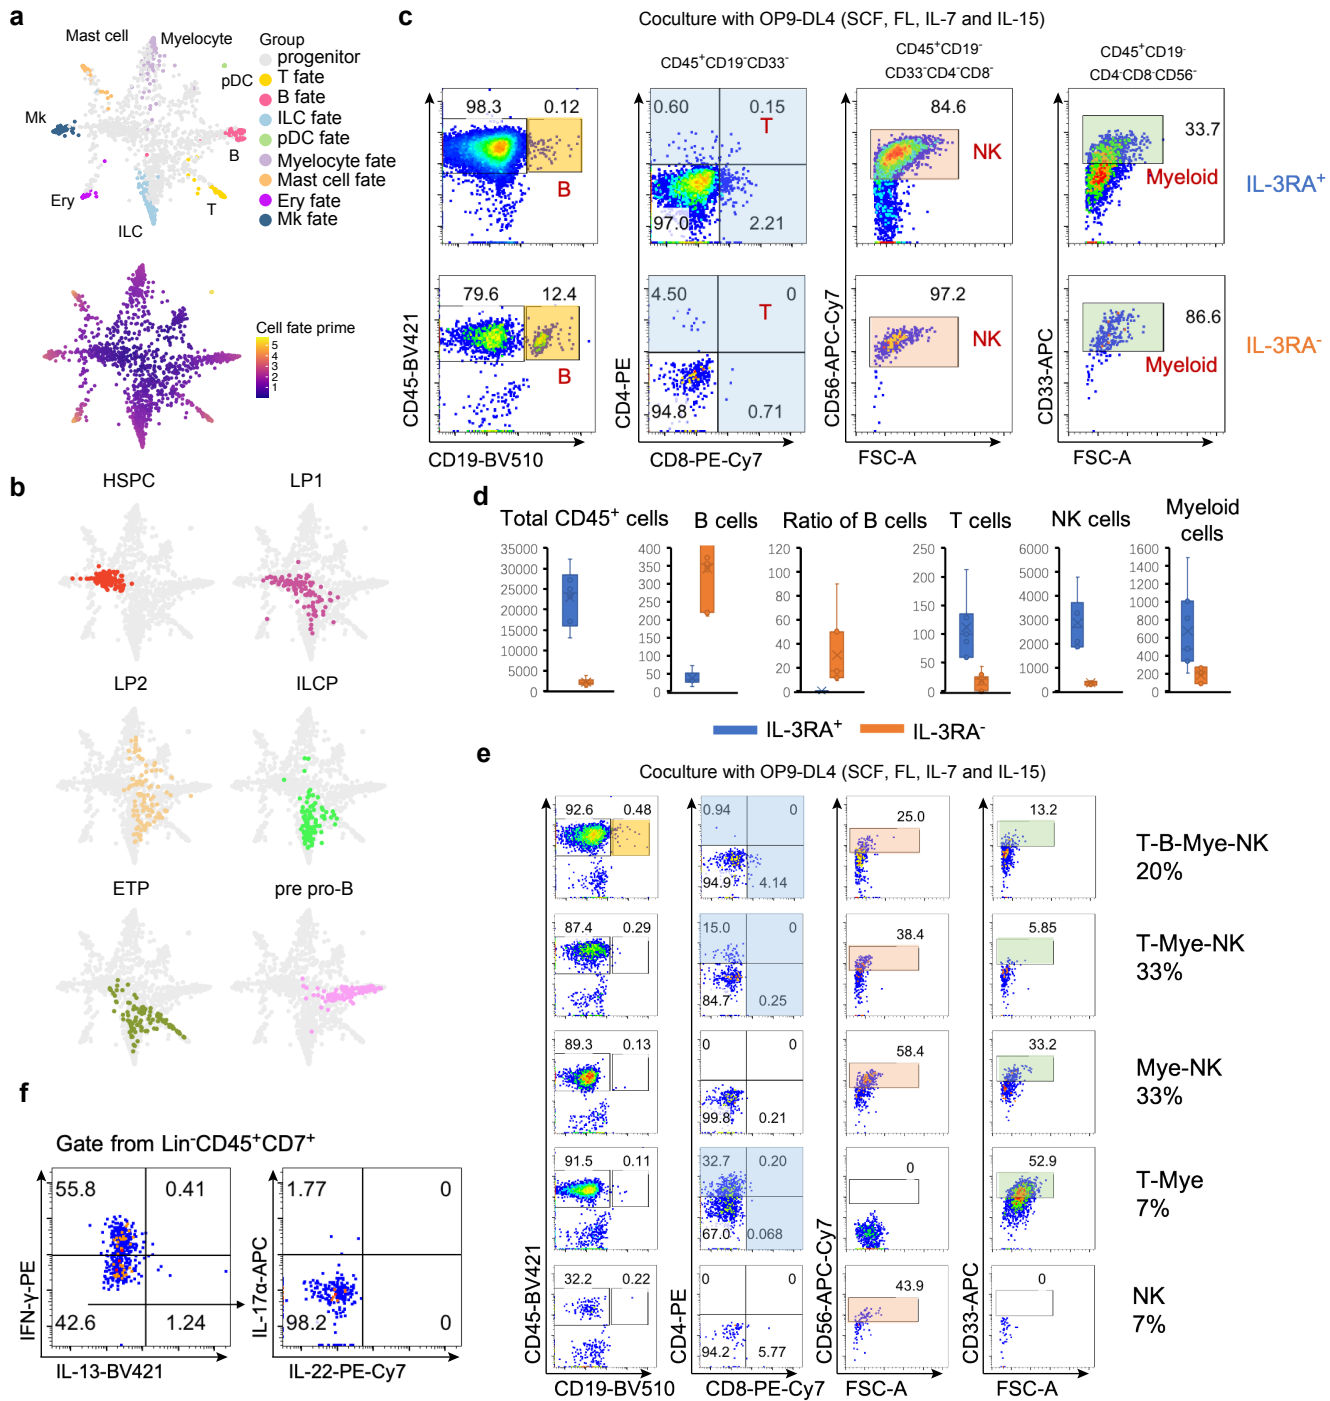 a
Mast cell
Myelocyte
pDC
Mk
B
Ery
T
ILC
Group
progenitor
T fate
B fate
ILC fate
pDC fate
Myelocyte fate
Mast cell fate
Ery fate
Mk fate
Cell fate prime
5
4
3
2
1
b
HSPC
LP1
LP2
ILCP
ETP
pre pro-B
c
Coculture with OP9-DL4 (SCF, FL, IL-7 and IL-15)
CD45⁺CD19⁻CD33⁻
CD45⁺CD19⁻
CD33⁻CD4⁻CD8⁻
CD45⁺CD19⁻
CD4⁻CD8⁻CD56⁻
98.3 0.12
B
0.60 0.15
T
97.0 2.21
84.6
NK
33.7
Myeloid
IL-3RA⁺
79.6 12.4
B
4.50 0
T
94.8 0.71
97.2
NK
86.6
Myeloid
IL-3RA⁻
CD45-BV421
CD19-BV510
CD4-PE
CD8-PE-Cy7
CD56-APC-Cy7
FSC-A
CD33-APC
FSC-A
d
Total CD45⁺ cells
35000
30000
25000
20000
15000
10000
5000
0
B cells
400
350
300
250
200
150
100
50
0
Ratio of B cells
120
100
80
60
40
20
0
T cells
250
200
150
100
50
0
NK cells
6000
5000
4000
3000
2000
1000
0
Myeloid
cells
1600
1400
1200
1000
800
600
400
200
0
IL-3RA⁺ IL-3RA⁻
e
Coculture with OP9-DL4 (SCF, FL, IL-7 and IL-15)
92.6 0.48
0.94 0
94.9 4.14
25.0
13.2
T-B-Mye-NK
20%
87.4 0.29
15.0 0
84.7 0.25
38.4
5.85
T-Mye-NK
33%
89.3 0.13
0 0
99.8 0.21
58.4
33.2
Mye-NK
33%
91.5 0.11
32.7 0.20
67.0 0.068
0
52.9
T-Mye
7%
32.2 0.22
0 0
94.2 5.77
43.9
0
NK
7%
CD45-BV421
CD19-BV510
CD4-PE
CD8-PE-Cy7
CD56-APC-Cy7
FSC-A
CD33-APC
FSC-A
f
Gate from Lin⁻CD45⁺CD7⁺
55.8 0.41
42.6 1.24
IFN-γ-PE
IL-13-BV421
1.77 0
98.2 0
IL-17α-APC
IL-22-PE-Cy7